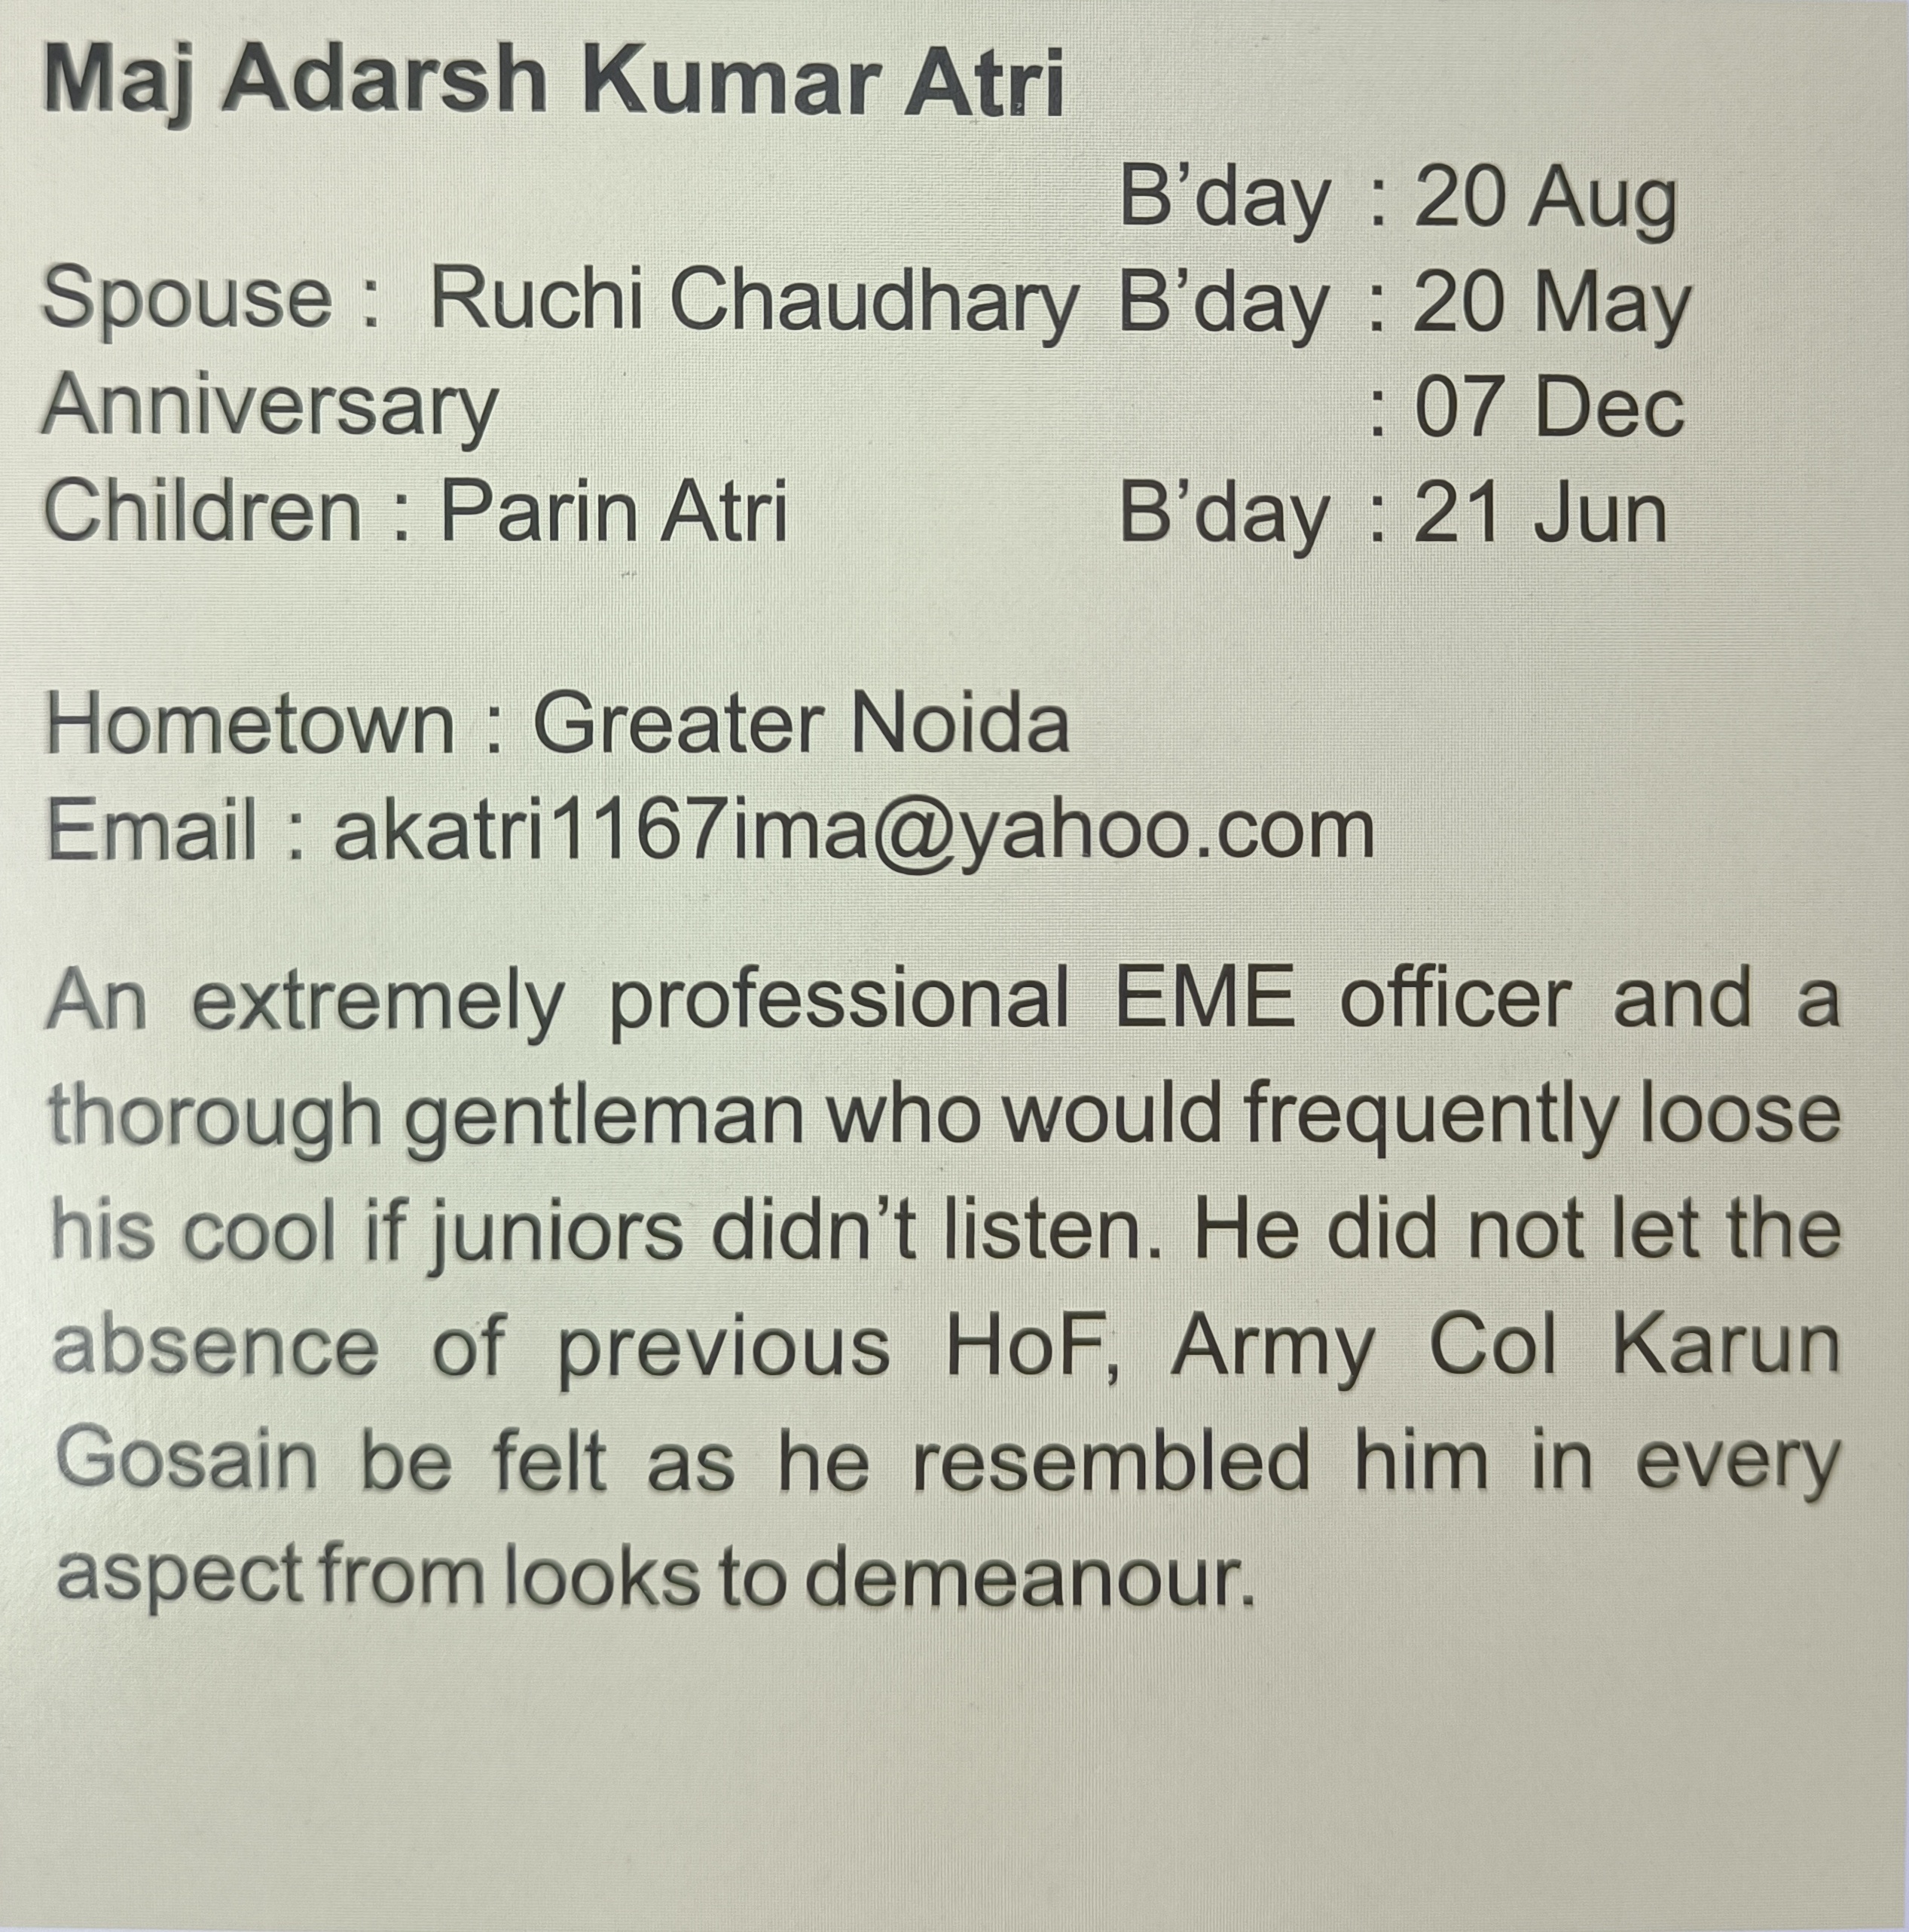 Maj Adarsh Kumar Atri
B’day : 20 Aug
Spouse : Ruchi Chaudhary B’day : 20 May
Anniversary : 07 Dec
Children : Parin Atri B’day : 21 Jun
Hometown : Greater Noida
Email : akatri1167ima@yahoo.com
An extremely professional EME officer and a
thorough gentleman who would frequently loose
his cool if juniors didn’t listen. He did not let the
absence of previous HoF, Army Col Karun
Gosain be felt as he resembled him in every
aspect from looks to demeanour.